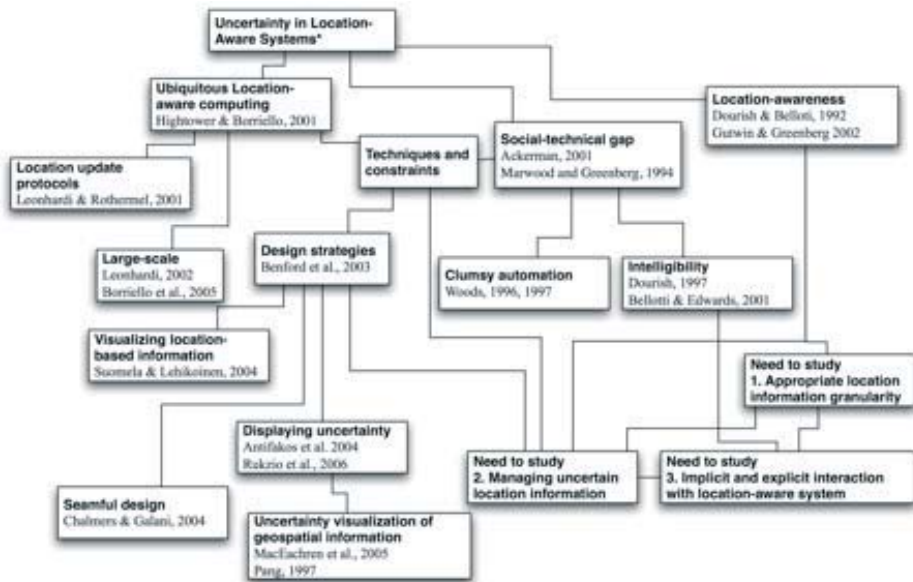 Uncertainty in Location-
Aware Systems*
Ubiquitous Location-
aware computing
Hightower & Borriello, 2001
Location-awareness
Dourish & Belloti, 1992
Gutwin & Greenberg 2002
Social-technical gap
Ackerman, 2001
Marwood and Greenberg, 1994
Techniques and
constraints
Location update
protocols
Leonhardi & Rothermel, 2001
Large-scale
Leonhardi, 2002
Borriello et al., 2005
Design strategies
Benford et al., 2003
Clumsy automation
Woods, 1996, 1997
Intelligibility
Dourish, 1997
Bellotti & Edwards, 2001
Visualizing location-
based information
Suomela & Lehikoinen, 2004
Need to study
1. Appropriate location
information granularity
Displaying uncertainty
Antifakos et al. 2004
Rukzio et al., 2006
Need to study
2. Managing uncertain
location information
Need to study
3. Implicit and explicit interaction
with location-aware system
Seamful design
Chalmers & Galani, 2004
Uncertainty visualization of
geospatial information
MacEachren et al., 2005
Pang, 1997